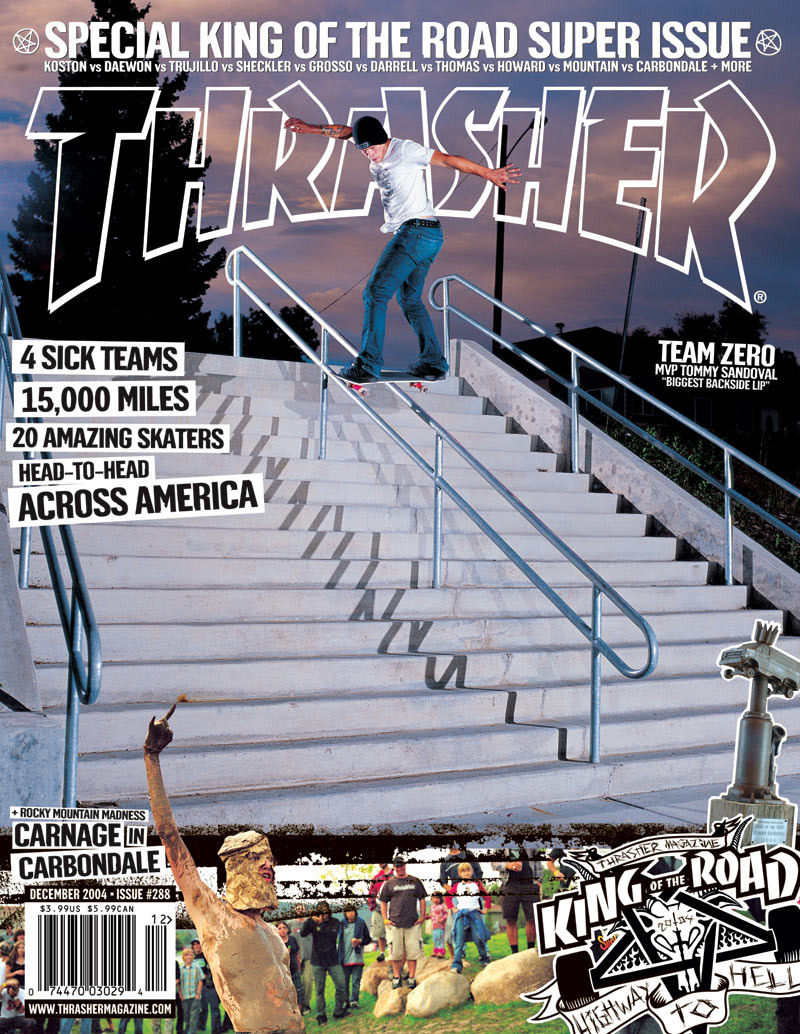 SPECIAL KING OF THE ROAD SUPER ISSUE
KOSTON vs DAEWON vs TRUJILLO vs SHECKLER vs GROSSO vs DARRELL vs THOMAS vs HOWARD vs MOUNTAIN vs CARBONDALE + MORE
THRASHER®
4 SICK TEAMS
15,000 MILES
20 AMAZING SKATERS
HEAD-TO-HEAD
ACROSS AMERICA
TEAM ZERO
MVP TOMMY SANDOVAL
"BIGGEST BACKSIDE LIP"
+ ROCKY MOUNTAIN MADNESS
CARNAGE IN
CARBONDALE
DECEMBER 2004 • ISSUE #288
$3.99US $5.99CAN
12>
0 74470 03029 4
WWW.THRASHERMAGAZINE.COM
THRASHER MAGAZINE
KING OF THE ROAD
HIGHWAY TO HELL